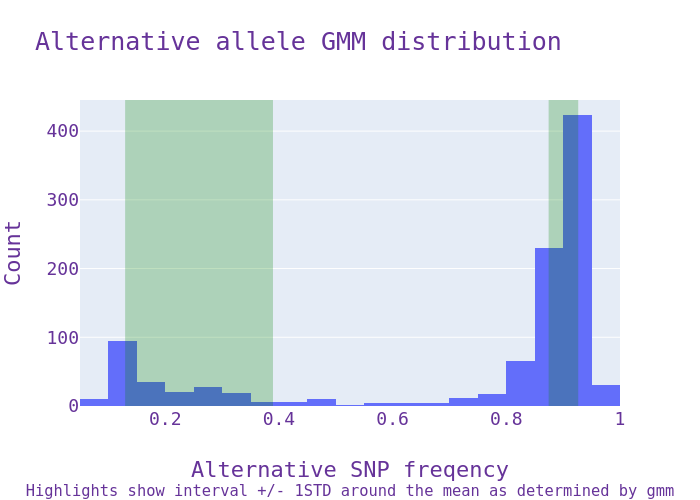 Alternative allele GMM distribution
Count
400
300
200
100
0
0.2
0.4
0.6
0.8
1
Alternative SNP freqency
Highlights show interval +/- 1STD around the mean as determined by gmm